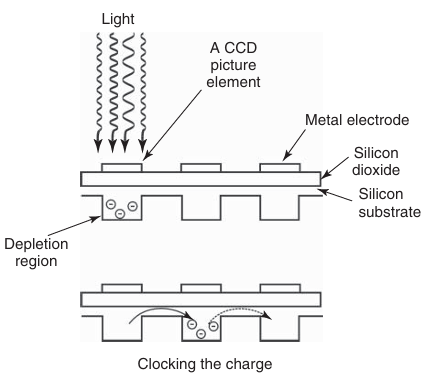 Light
A CCD
picture
element
Metal electrode
Silicon
dioxide
Silicon
substrate
Depletion
region
Clocking the charge